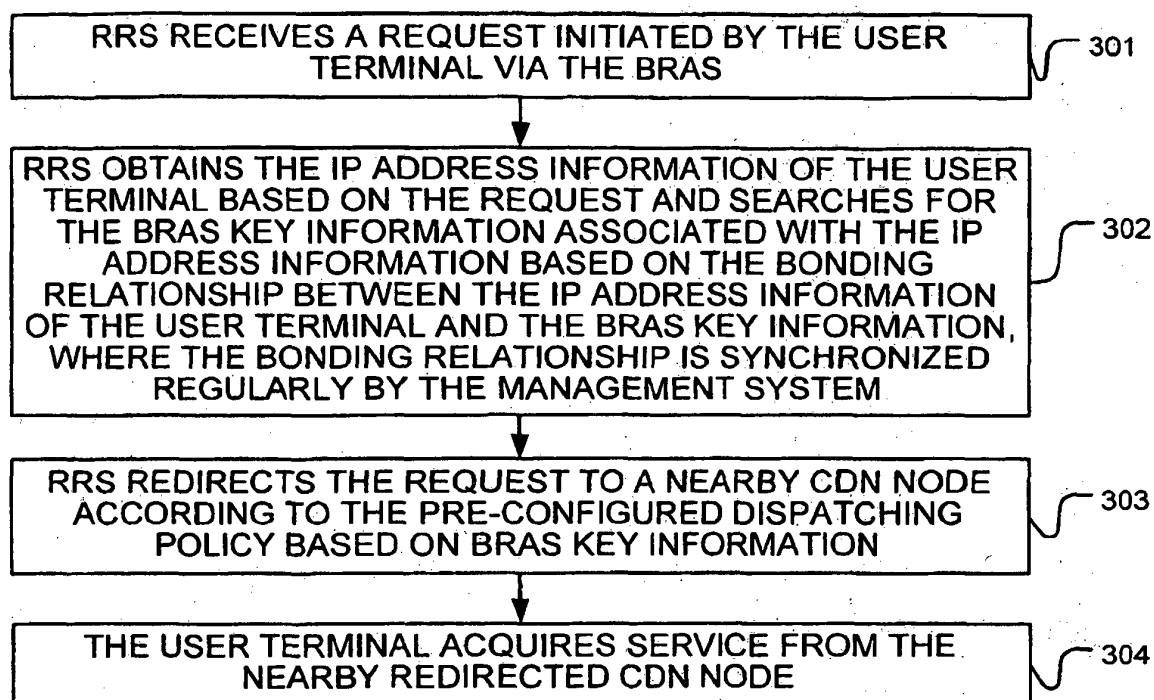 RRS RECEIVES A REQUEST INITIATED BY THE USER
TERMINAL VIA THE BRAS
301
RRS OBTAINS THE IP ADDRESS INFORMATION OF THE USER
TERMINAL BASED ON THE REQUEST AND SEARCHES FOR
THE BRAS KEY INFORMATION ASSOCIATED WITH THE IP
ADDRESS INFORMATION BASED ON THE BONDING
RELATIONSHIP BETWEEN THE IP ADDRESS INFORMATION
OF THE USER TERMINAL AND THE BRAS KEY INFORMATION,
WHERE THE BONDING RELATIONSHIP IS SYNCHRONIZED
REGULARLY BY THE MANAGEMENT SYSTEM
302
RRS REDIRECTS THE REQUEST TO A NEARBY CDN NODE
ACCORDING TO THE PRE-CONFIGURED DISPATCHING
POLICY BASED ON BRAS KEY INFORMATION
303
THE USER TERMINAL ACQUIRES SERVICE FROM THE
NEARBY REDIRECTED CDN NODE
304